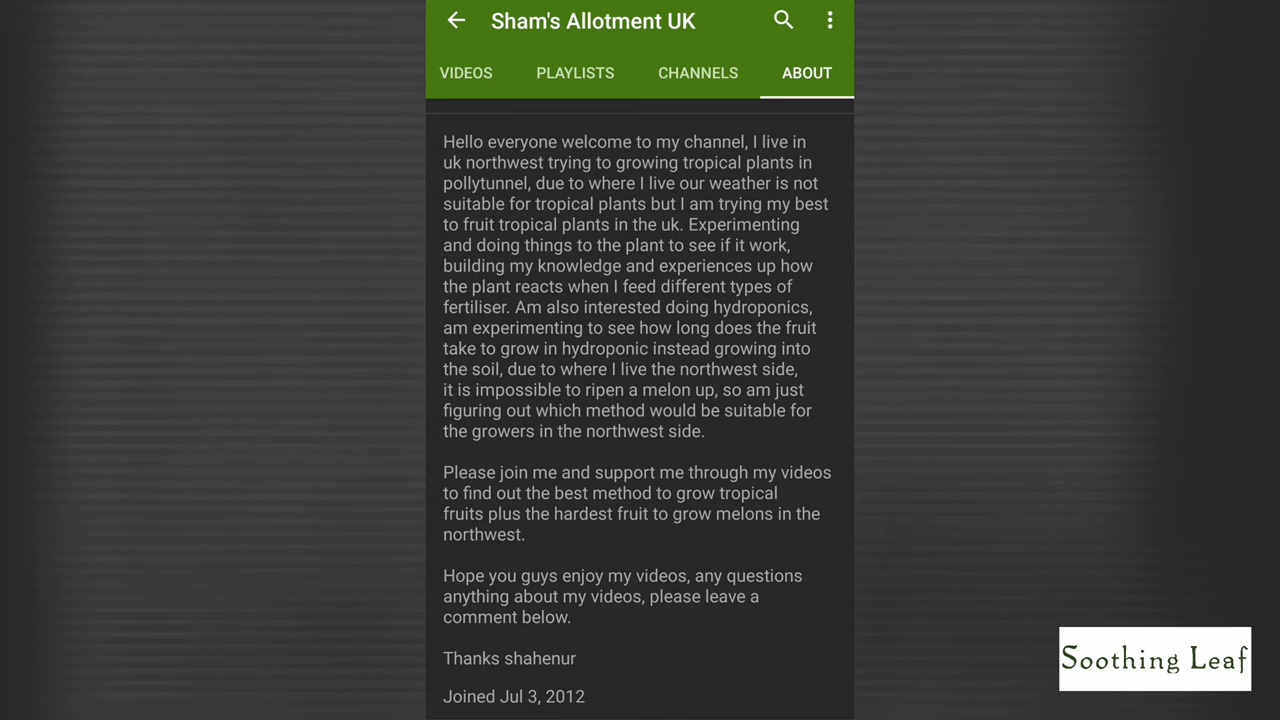 Sham's Allotment UK
VIDEOS PLAYLISTS CHANNELS ABOUT
Hello everyone welcome to my channel, I live in
uk northwest trying to growing tropical plants in
pollytunnel, due to where I live our weather is not
suitable for tropical plants but I am trying my best
to fruit tropical plants in the uk. Experimenting
and doing things to the plant to see if it work,
building my knowledge and experiences up how
the plant reacts when I feed different types of
fertiliser. Am also interested doing hydroponics,
am experimenting to see how long does the fruit
take to grow in hydroponic instead growing into
the soil, due to where I live the northwest side,
it is impossible to ripen a melon up, so am just
figuring out which method would be suitable for
the growers in the northwest side.
Please join me and support me through my videos
to find out the best method to grow tropical
fruits plus the hardest fruit to grow melons in the
northwest.
Hope you guys enjoy my videos, any questions
anything about my videos, please leave a
comment below.
Thanks shahenur
Joined Jul 3, 2012
Soothing Leaf